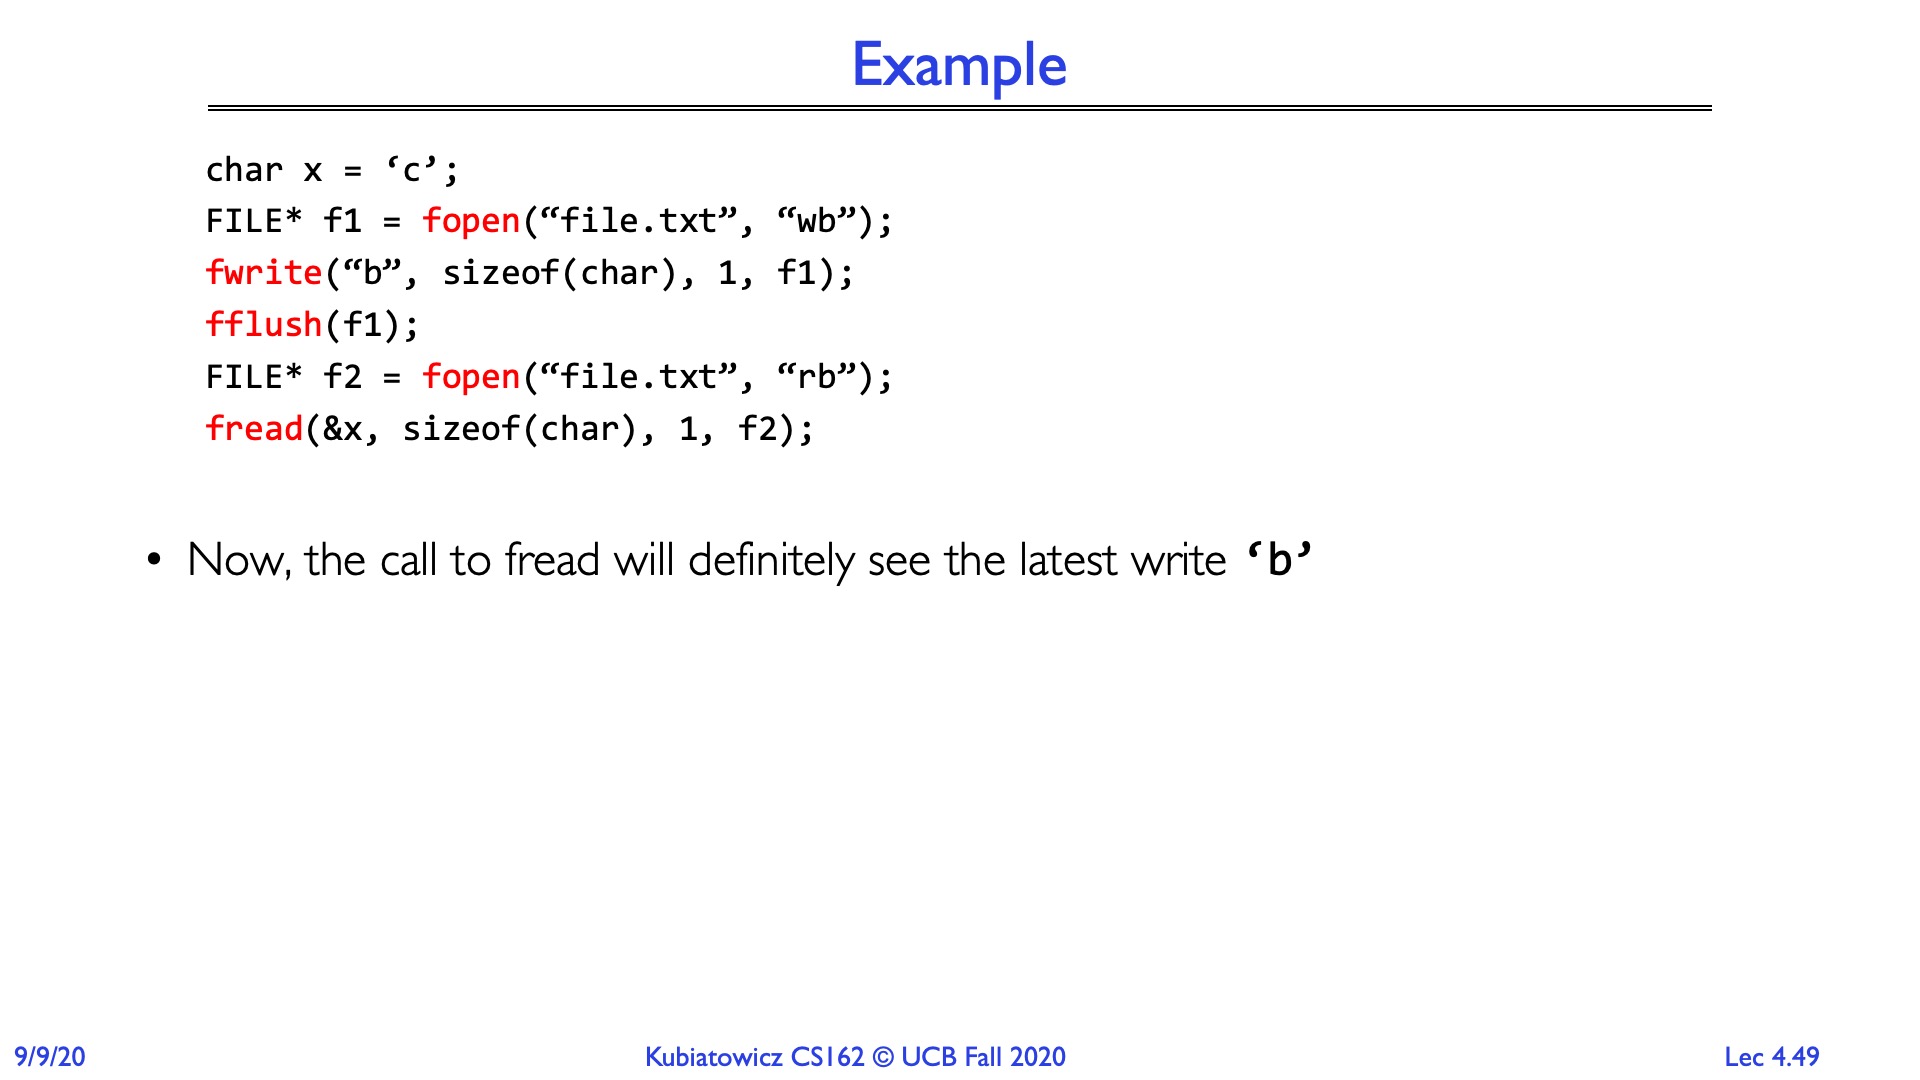 Example
char x = ‘c’;
FILE* f1 = fopen(“file.txt”, “wb”);
fwrite(“b”, sizeof(char), 1, f1);
fflush(f1);
FILE* f2 = fopen(“file.txt”, “rb”);
fread(&x, sizeof(char), 1, f2);
• Now, the call to fread will definitely see the latest write ‘b’
9/9/20
Kubiatowicz CS162 © UCB Fall 2020
Lec 4.49